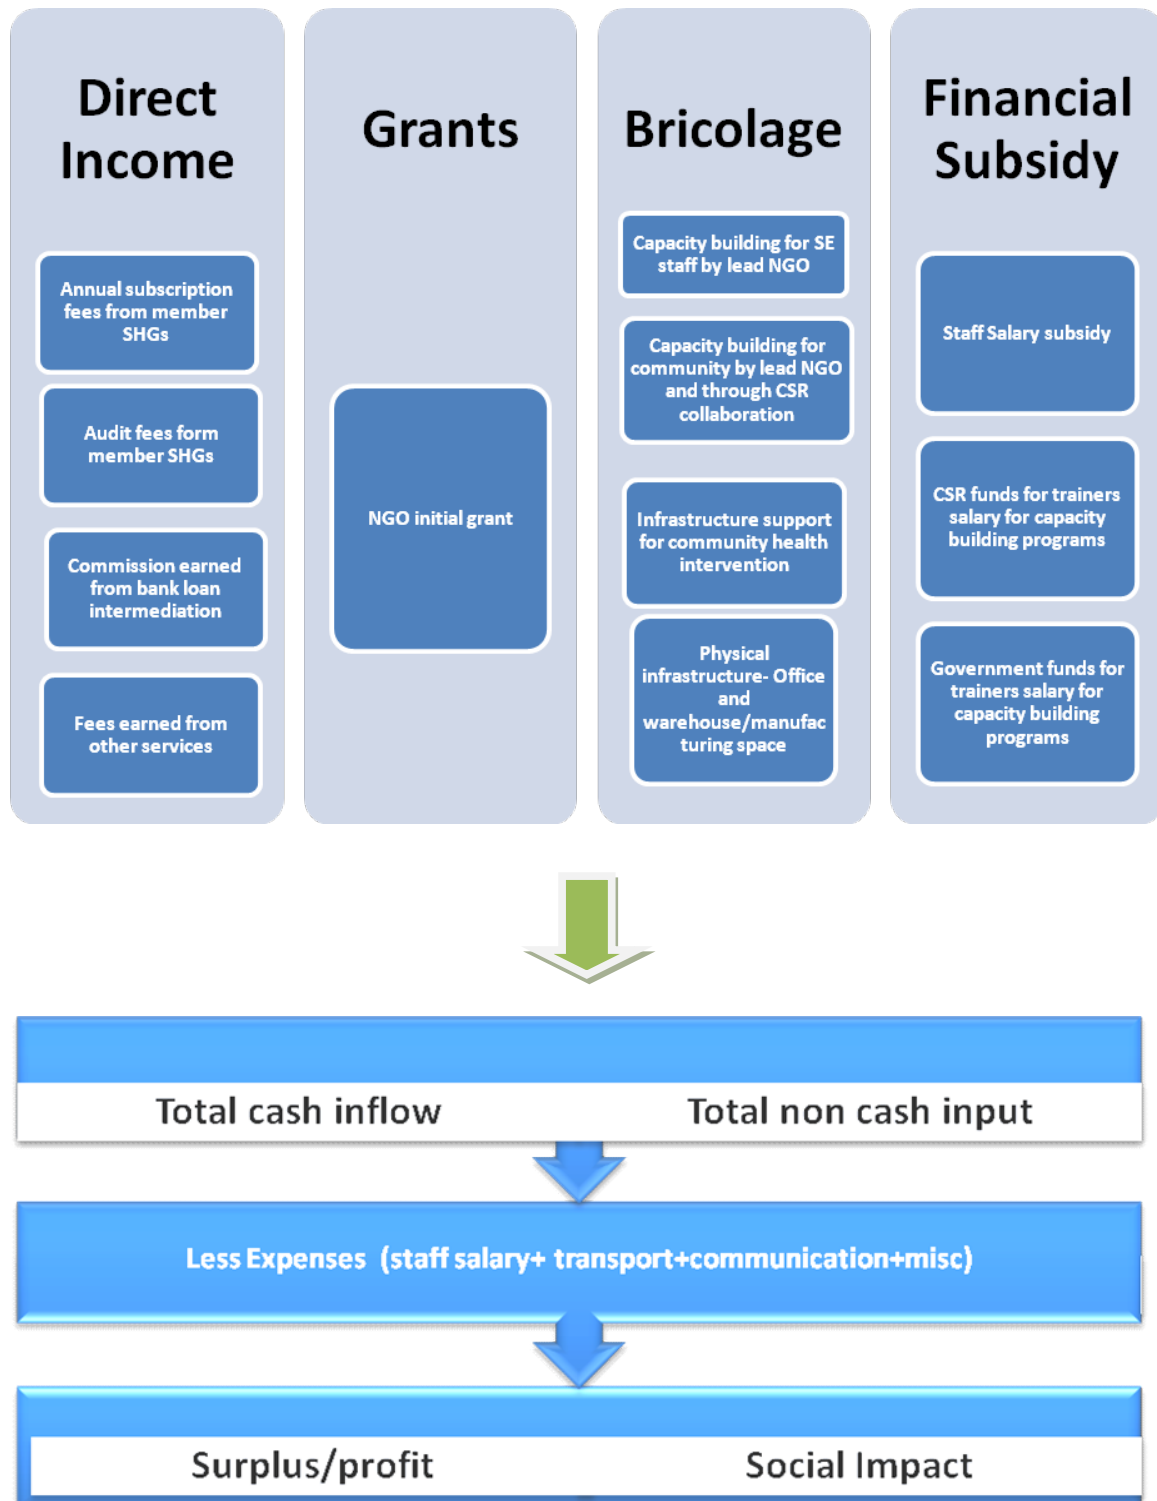 Direct
Income
Annual subscription
fees from member
SHGs
Audit fees form
member SHGs
Commission earned
from bank loan
intermediation
Fees earned from
other services
Grants
NGO initial grant
Bricolage
Capacity building for SE
staff by lead NGO
Capacity building for
community by lead NGO
and through CSR
collaboration
Infrastructure support
for community health
intervention
Physical
infrastructure- Office
and
warehouse/manufac
turing space
Financial
Subsidy
Staff Salary subsidy
CSR funds for trainers
salary for capacity
building programs
Government funds for
trainers salary for
capacity building
programs
Total cash inflow
Total non cash input
Less Expenses (staff salary+ transport+communication+misc)
Surplus/profit
Social Impact